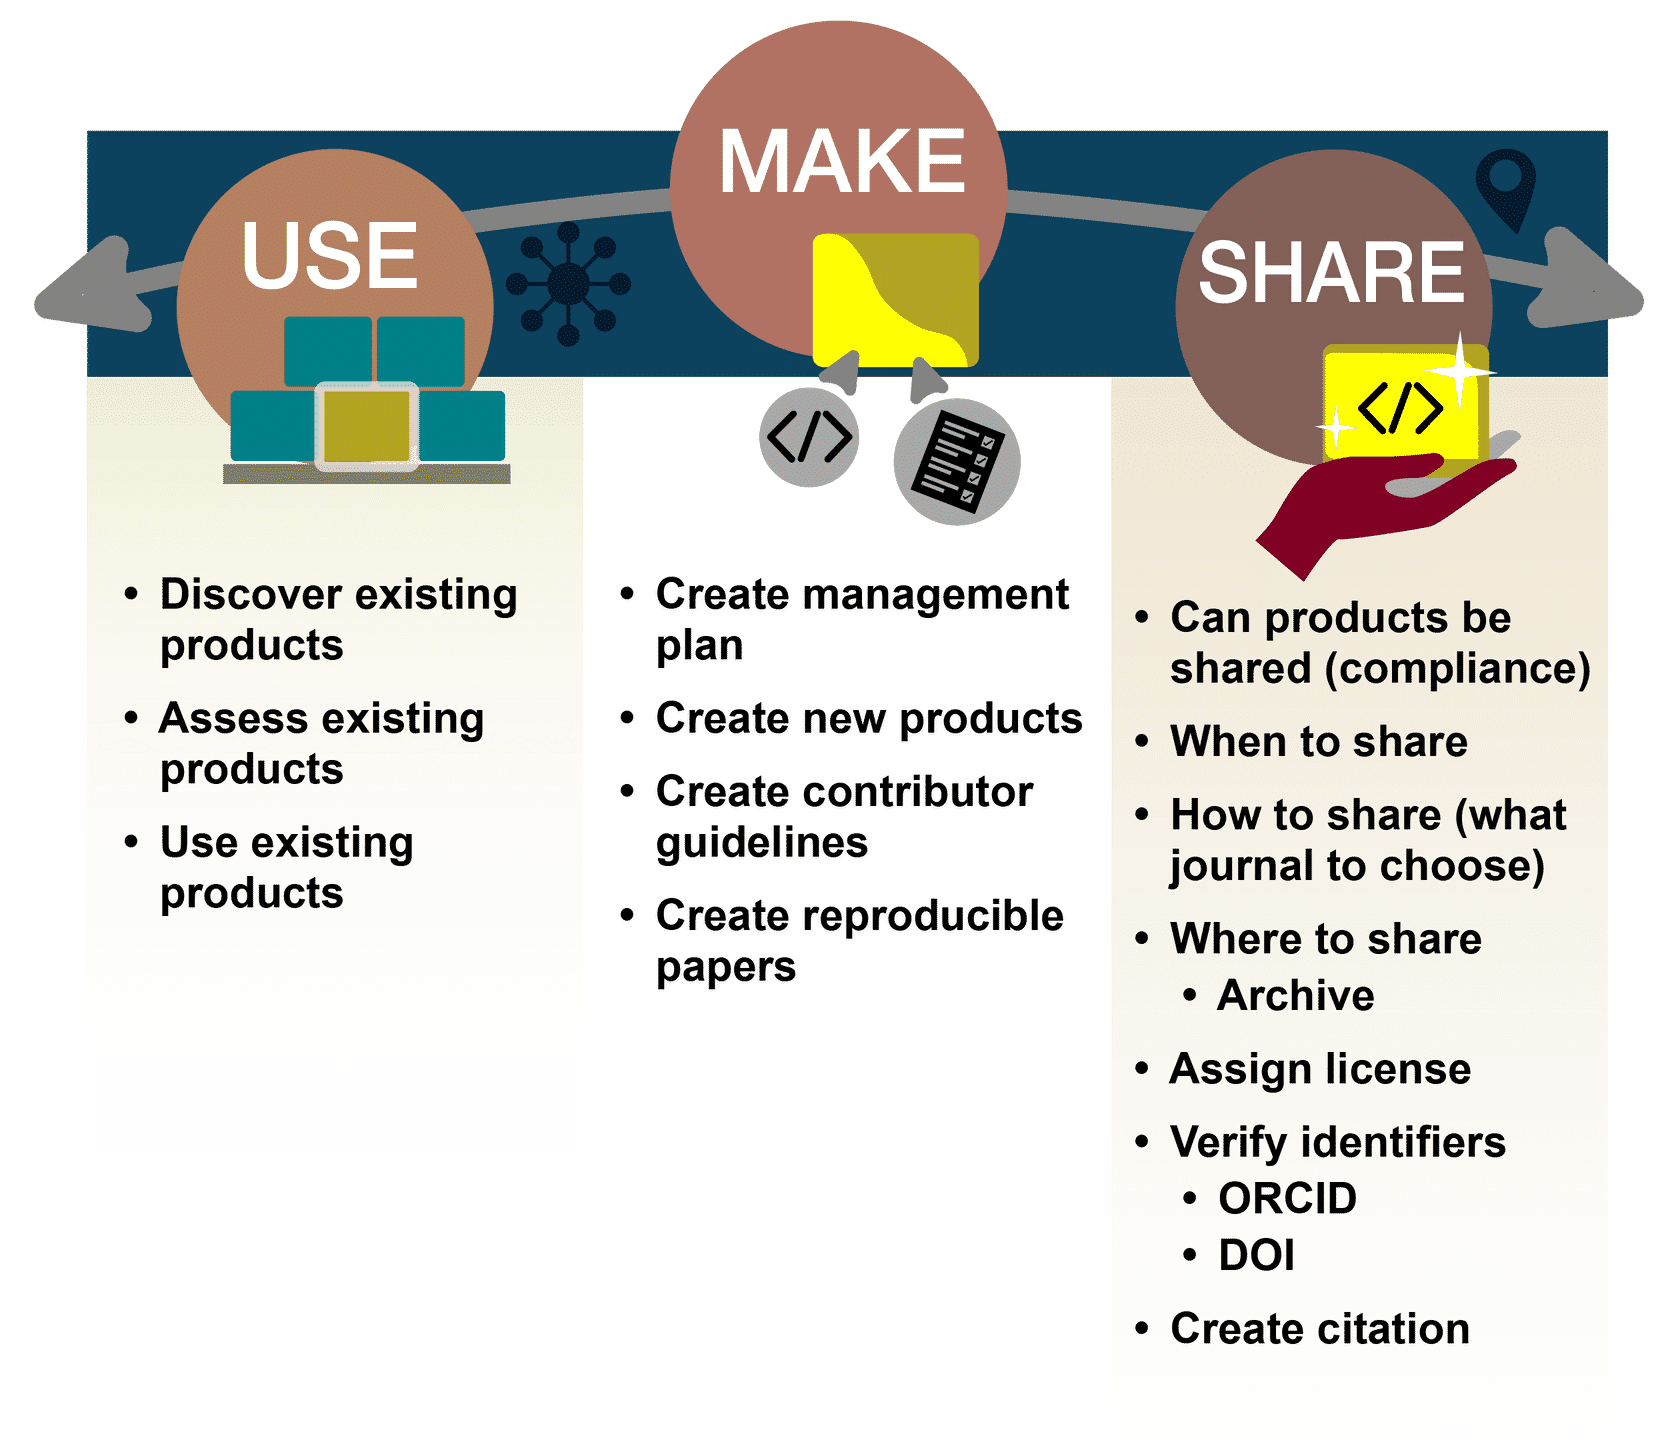 USE
MAKE
SHARE
</>
</>
• Discover existing
products
• Assess existing
products
• Use existing
products
• Create management
plan
• Create new products
• Create contributor
guidelines
• Create reproducible
papers
• Can products be
shared (compliance)
• When to share
• How to share (what
journal to choose)
• Where to share
• Archive
• Assign license
• Verify identifiers
• ORCID
• DOI
• Create citation